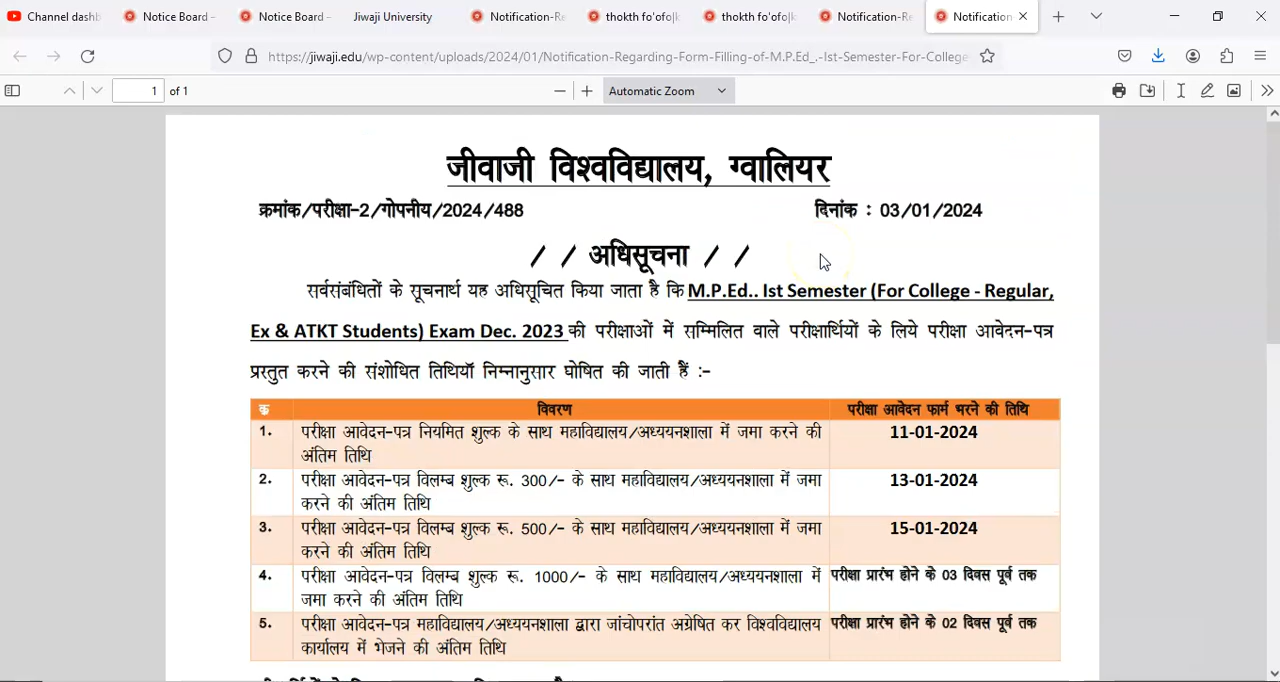 Channel dashb
Notice Board –
Notice Board –
Jiwaji University
Notification-Re
thokth fo'ofo|k
thokth fo'ofo|k
Notification-Re
Notification
https://jiwaji.edu/wp-content/uploads/2024/01/Notification-Regarding-Form-Filling-of-M.P.Ed_.-Ist-Semester-For-College
1 of 1
Automatic Zoom
जीवाजी विश्वविद्यालय, ग्वालियर
क्रमांक/परीक्षा-2/गोपनीय/2024/488 दिनांक : 03/01/2024
/ / अधिसूचना / /
सर्वसंबंधितों के सूचनार्थ यह अधिसूचित किया जाता है कि M.P.Ed.. Ist Semester (For College - Regular,
Ex & ATKT Students) Exam Dec. 2023 की परीक्षाओं में सम्मिलित वाले परीक्षार्थियों के लिये परीक्षा आवेदन-पत्र
प्रस्तुत करने की संशोधित तिथियॉ निम्नानुसार घोषित की जाती हैं :-
क विवरण परीक्षा आवेदन फार्म भरने की तिथि
1. परीक्षा आवेदन-पत्र नियमित शुल्क के साथ महाविद्यालय/अध्ययनशाला में जमा करने की 11-01-2024
अंतिम तिथि
2. परीक्षा आवेदन-पत्र विलम्ब शुल्क रू. 300/- के साथ महाविद्यालय/अध्ययनशाला में जमा 13-01-2024
करने की अंतिम तिथि
3. परीक्षा आवेदन-पत्र विलम्ब शुल्क रू. 500/- के साथ महाविद्यालय/अध्ययनशाला में जमा 15-01-2024
करने की अंतिम तिथि
4. परीक्षा आवेदन-पत्र विलम्ब शुल्क रू. 1000/- के साथ महाविद्यालय/अध्ययनशाला में परीक्षा प्रारंभ होने के 03 दिवस पूर्व तक
जमा करने की अंतिम तिथि
5. परीक्षा आवेदन-पत्र महाविद्यालय/अध्ययनशाला द्वारा जांचोपरांत अग्रेषित कर विश्वविद्यालय परीक्षा प्रारंभ होने के 02 दिवस पूर्व तक
कार्यालय में भेजने की अंतिम तिथि